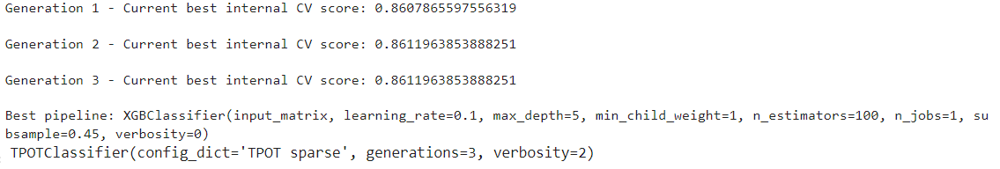 Generation 1 - Current best internal CV score: 0.8607865597556319
Generation 2 - Current best internal CV score: 0.8611963853888251
Generation 3 - Current best internal CV score: 0.8611963853888251
Best pipeline: XGBClassifier(input_matrix, learning_rate=0.1, max_depth=5, min_child_weight=1, n_estimators=100, n_jobs=1, su
bsample=0.45, verbosity=0)
TPOTClassifier(config_dict='TPOT sparse', generations=3, verbosity=2)